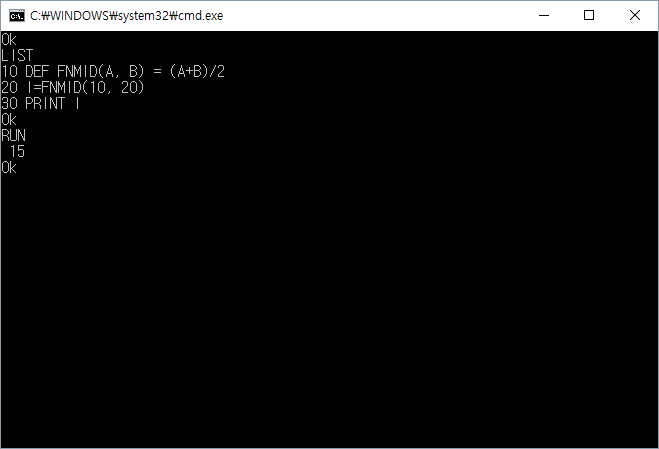 C:₩WINDOWS₩system32₩cmd.exe
Ok
LIST
10 DEF FNMID(A, B) = (A+B)/2
20 I=FNMID(10, 20)
30 PRINT I
Ok
RUN
 15
Ok